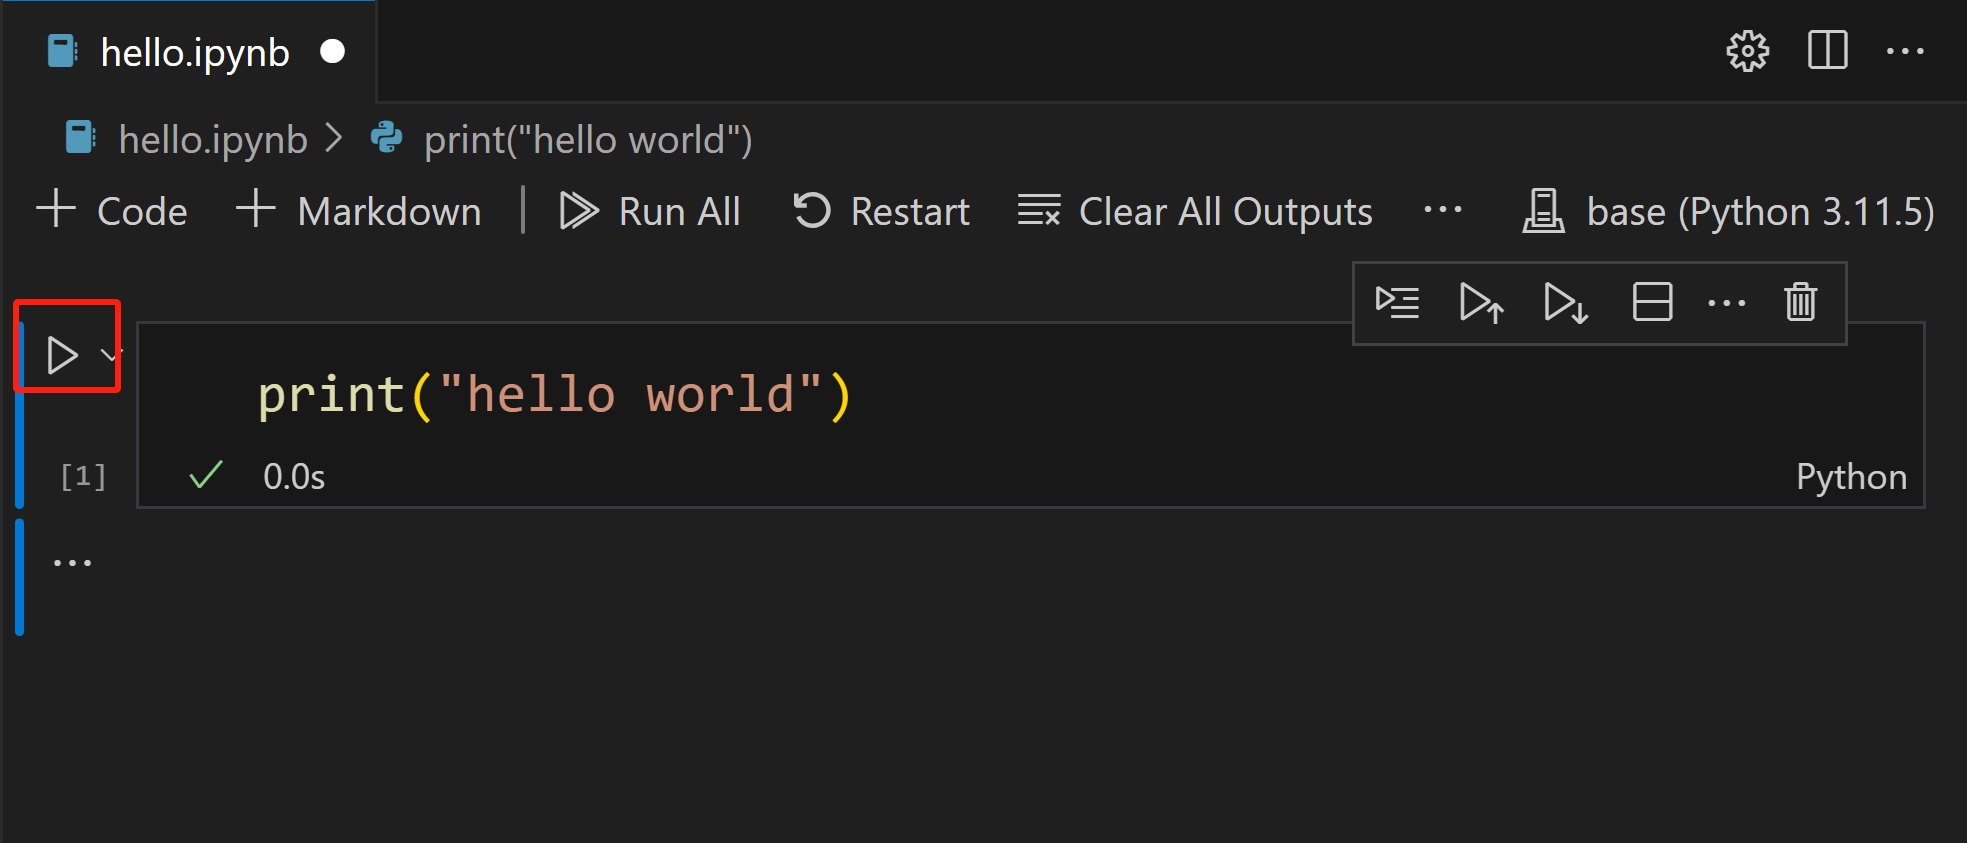 hello.ipynb
hello.ipynb > print("hello world")
+ Code + Markdown | Run All Restart Clear All Outputs ... base (Python 3.11.5)
...
print("hello world")
[1] 0.0s Python
...